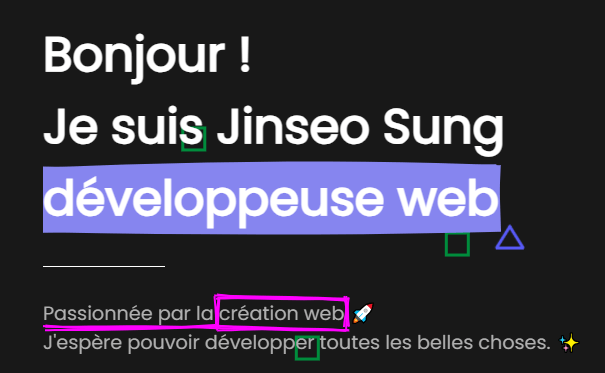 Bonjour !
Je suis Jinseo Sung
développeuse web
Passionnée par la création web 🚀
J'espère pouvoir développer toutes les belles choses. ✨